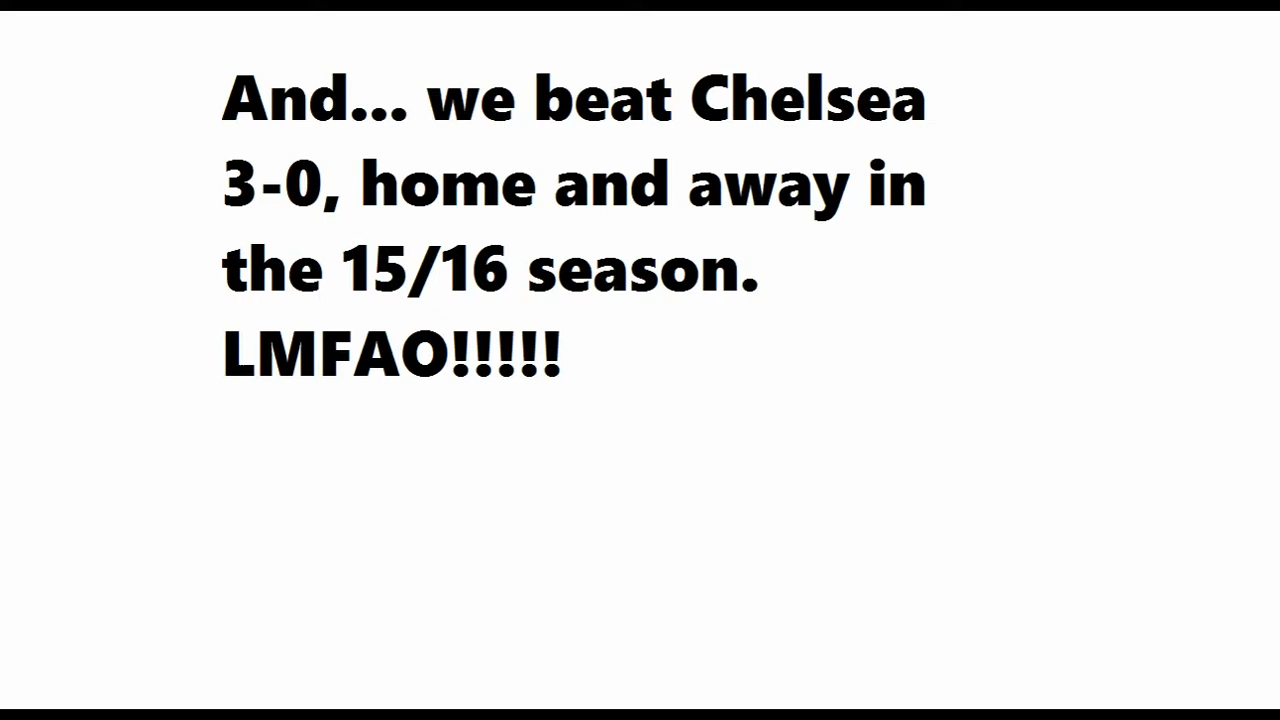 And... we beat Chelsea
3-0, home and away in
the 15/16 season.
LMFAO!!!!!